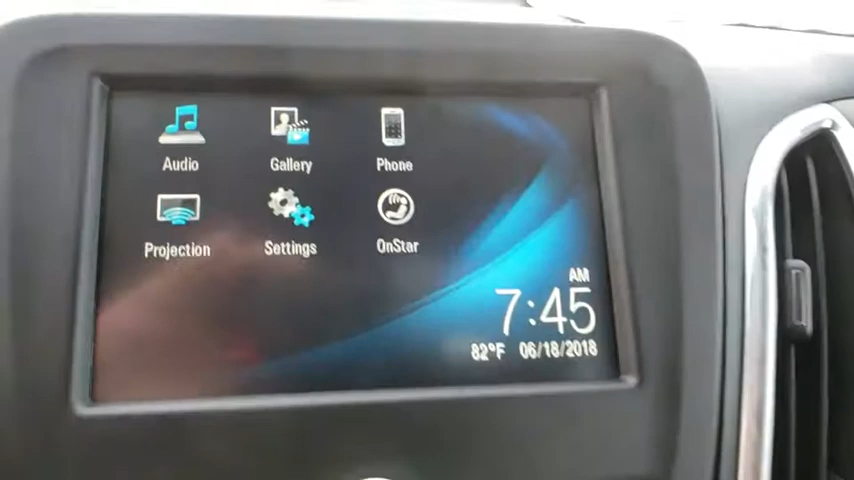 Audio Gallery Phone
Projection Settings OnStar
AM
7:45
82°F 06/18/2018